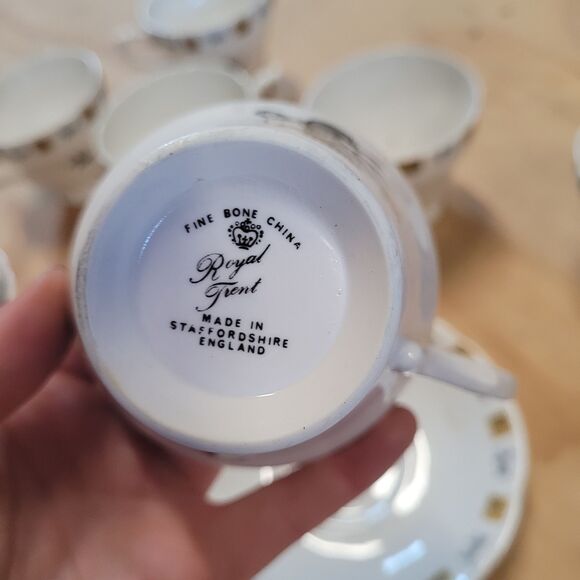 FINE BONE CHINA
Royal
Trent
MADE IN
STAFFORDSHIRE
ENGLAND